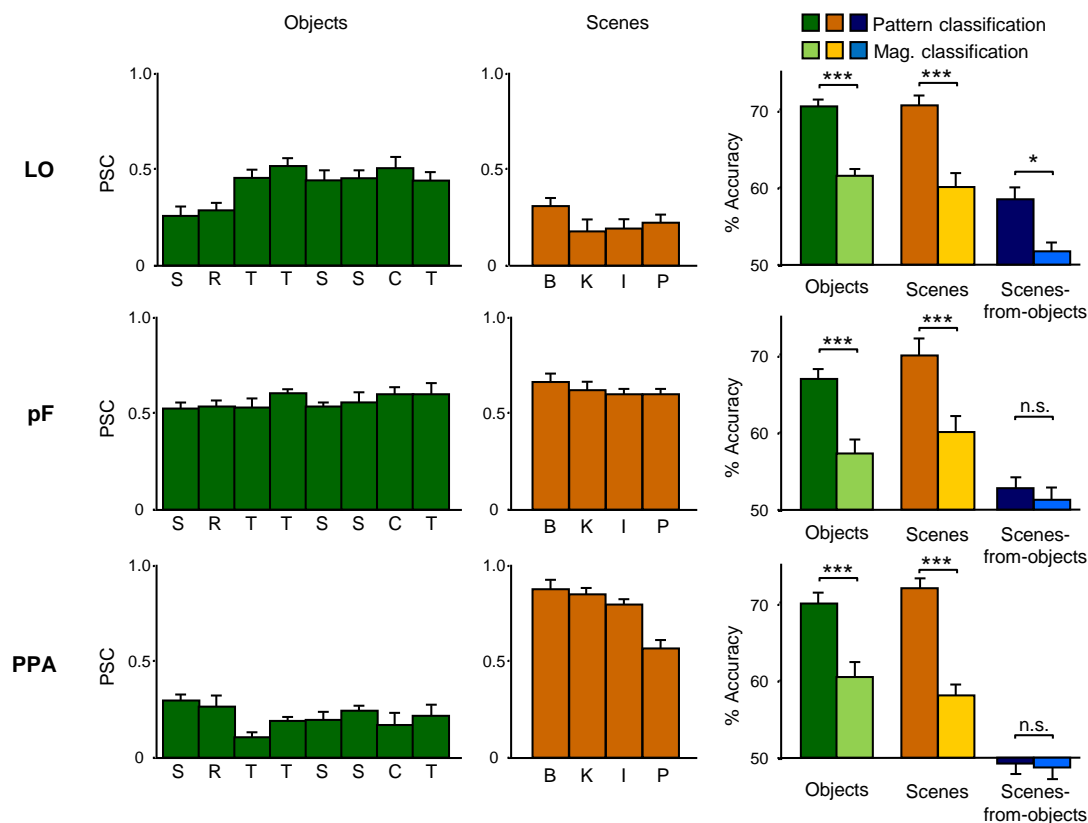 Objects
Scenes
Pattern classification
Mag. classification
LO
PSC
1.0
0.5
0
S R T T S S C T
1.0
0.5
0
B K I P
% Accuracy
70
60
50
***
***
*
Objects
Scenes
Scenes-
from-objects
pF
PSC
1.0
0.5
0
S R T T S S C T
1.0
0.5
0
B K I P
% Accuracy
70
60
50
***
***
n.s.
Objects
Scenes
Scenes-
from-objects
PPA
PSC
1.0
0.5
0
S R T T S S C T
1.0
0.5
0
B K I P
% Accuracy
70
60
50
***
***
n.s.
Objects
Scenes
Scenes-
from-objects